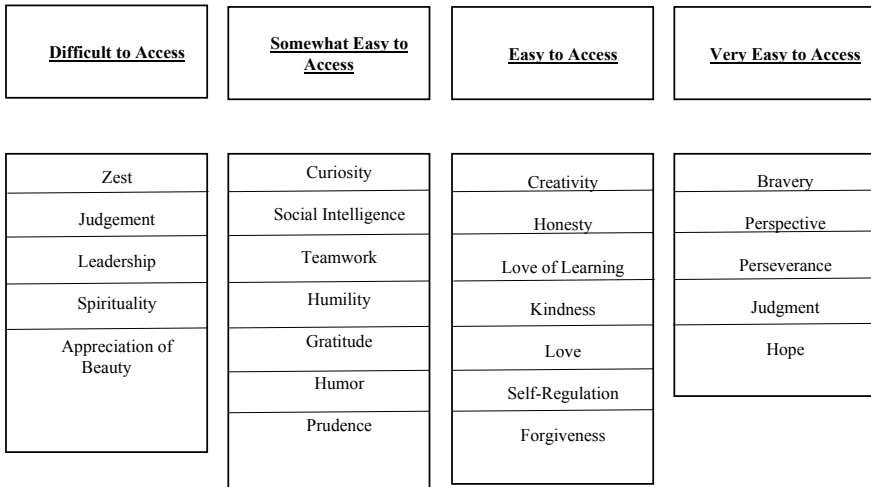 Difficult to Access
Somewhat Easy to
Access
Easy to Access
Very Easy to Access
Zest
Judgement
Leadership
Spirituality
Appreciation of
Beauty
Curiosity
Social Intelligence
Teamwork
Humility
Gratitude
Humor
Prudence
Creativity
Honesty
Love of Learning
Kindness
Love
Self-Regulation
Forgiveness
Bravery
Perspective
Perseverance
Judgment
Hope